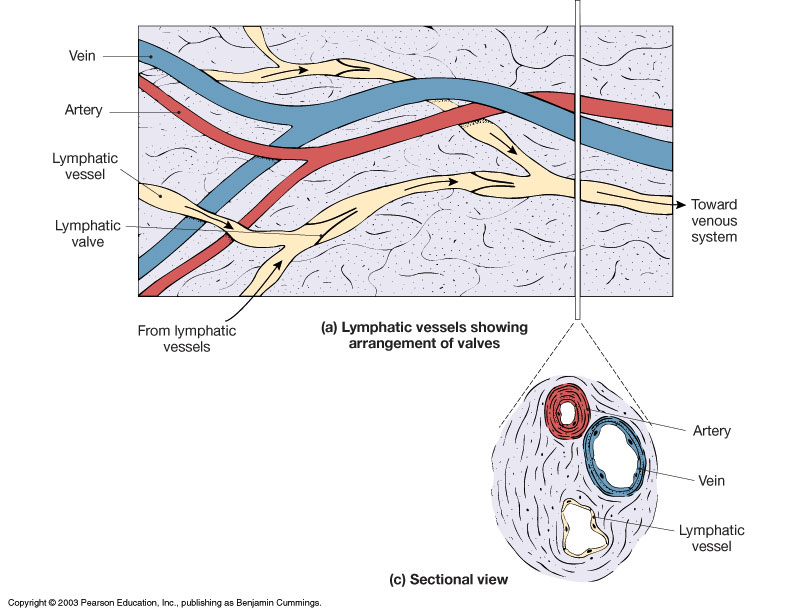 Vein
Artery
Lymphatic
vessel
Lymphatic
valve
Toward
venous
system
From lymphatic
vessels
(a) Lymphatic vessels showing
arrangement of valves
Artery
Vein
Lymphatic
vessel
(c) Sectional view
Copyright © 2003 Pearson Education, Inc., publishing as Benjamin Cummings.